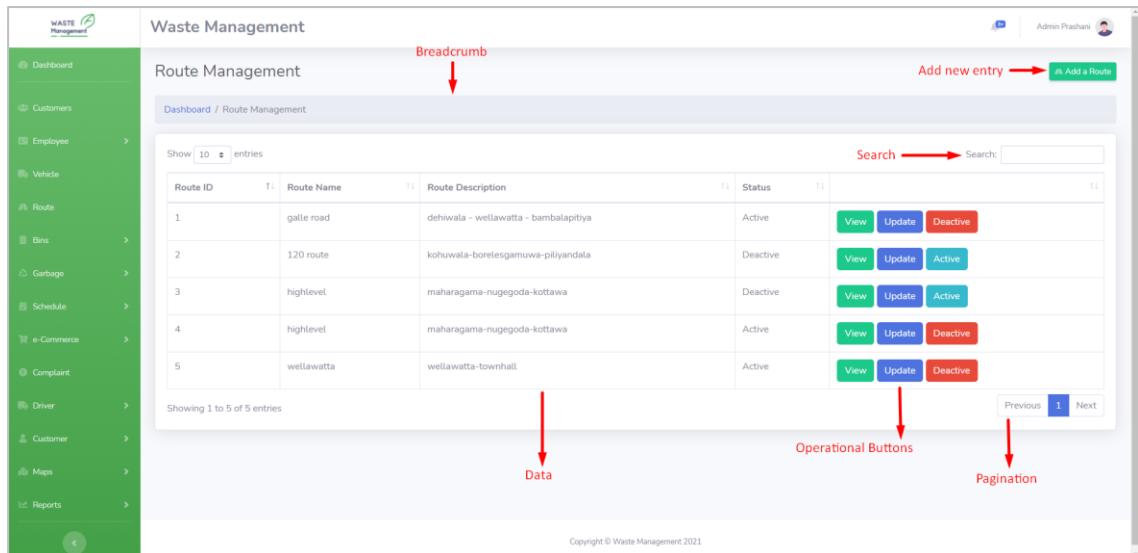 WASTE
Management
Waste Management
Admin Prashani
Dashboard
Customers
Employee
Vehicle
Route
Bins
Garbage
Schedule
e-Commerce
Complaint
Driver
Customer
Maps
Reports
Breadcrumb
Route Management
Add new entry
Add a Route
Dashboard / Route Management
Show 10 entries
Search
Search:
Route ID Route Name Route Description Status
1 galle road dehiwala - wellawatta - bambalapitiya Active View Update Deactive
2 120 route kohuwala-borelesgamuwa-piliyandala Deactive View Update Active
3 highlevel maharagama-nugegoda-kottawa Deactive View Update Active
4 highlevel maharagama-nugegoda-kottawa Active View Update Deactive
5 wellawatta wellawatta-townhall Active View Update Deactive
Showing 1 to 5 of 5 entries
Previous 1 Next
Operational Buttons
Data
Pagination
Copyright © Waste Management 2021